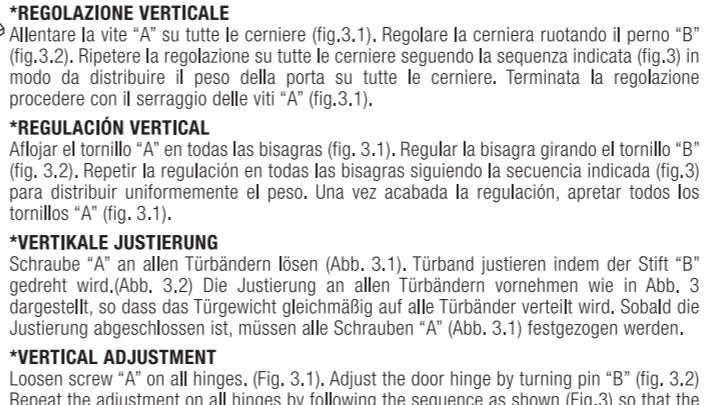 *REGOLAZIONE VERTICALE
Allentare la vite “A” su tutte le cerniere (fig.3.1). Regolare la cerniera ruotando il perno “B”
(fig.3.2). Ripetere la regolazione su tutte le cerniere seguendo la sequenza indicata (fig.3) in
modo da distribuire il peso della porta su tutte le cerniere. Terminata la regolazione
procedere con il serraggio delle viti “A” (fig.3.1).
*REGULACIÓN VERTICAL
Aflojar el tornillo “A” en todas las bisagras (fig. 3.1). Regular la bisagra girando el tornillo “B”
(fig. 3.2). Repetir la regulación en todas las bisagras siguiendo la secuencia indicada (fig.3)
para distribuir uniformemente el peso. Una vez acabada la regulación, apretar todos los
tornillos “A” (fig. 3.1).
*VERTIKALE JUSTIERUNG
Schraube “A” an allen Türbändern lösen (Abb. 3.1). Türband justieren indem der Stift “B”
gedreht wird.(Abb. 3.2) Die Justierung an allen Türbändern vornehmen wie in Abb. 3
dargestellt, so dass das Türgewicht gleichmäßig auf alle Türbänder verteilt wird. Sobald die
Justierung abgeschlossen ist, müssen alle Schrauben “A” (Abb. 3.1) festgezogen werden.
*VERTICAL ADJUSTMENT
Loosen screw “A” on all hinges. (Fig. 3.1). Adjust the door hinge by turning pin “B” (fig. 3.2)
Repeat the adjustment on all hinges by following the sequence as shown (Fig.3) so that the